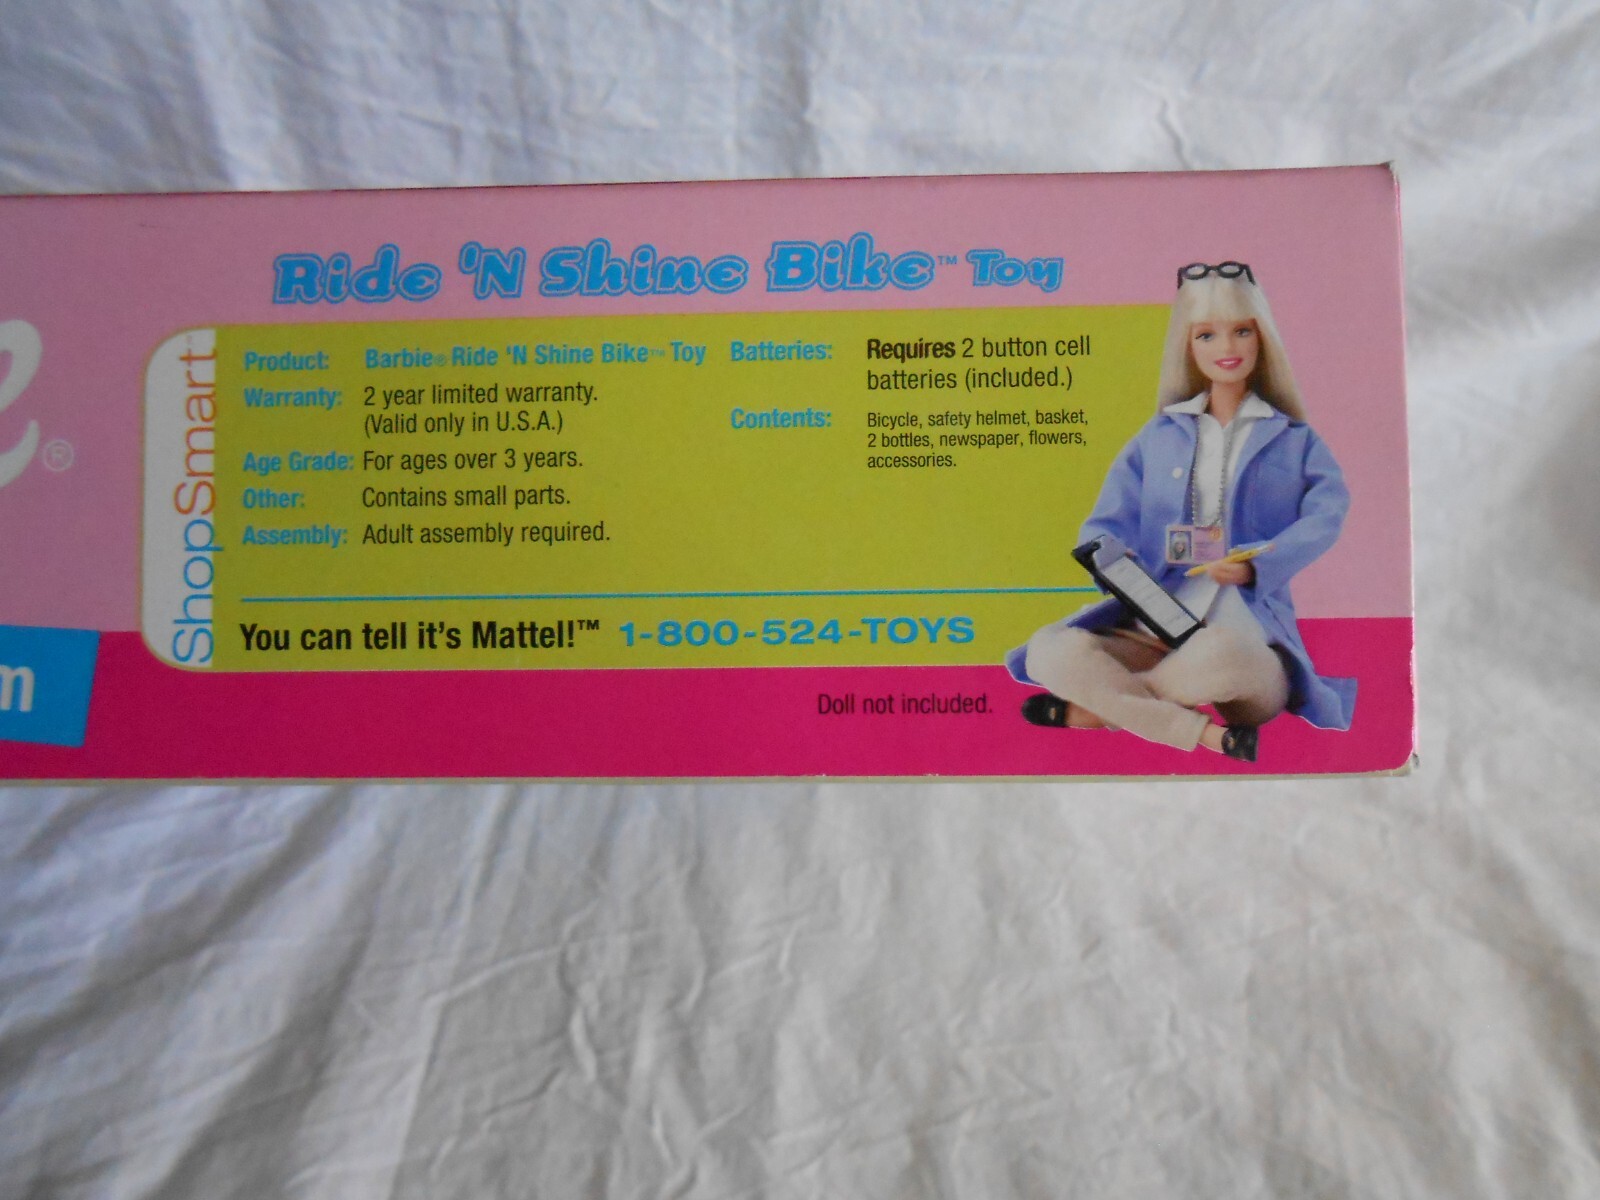 Ride 'N Shine Bike™ Toy
ShopSmart™
Product: Barbie® Ride 'N Shine Bike™ Toy
Warranty: 2 year limited warranty.
(Valid only in U.S.A.)
Age Grade: For ages over 3 years.
Other: Contains small parts.
Assembly: Adult assembly required.
Batteries: Requires 2 button cell
batteries (included.)
Contents: Bicycle, safety helmet, basket,
2 bottles, newspaper, flowers,
accessories.
You can tell it's Mattel!™ 1-800-524-TOYS
Doll not included.
e®
m